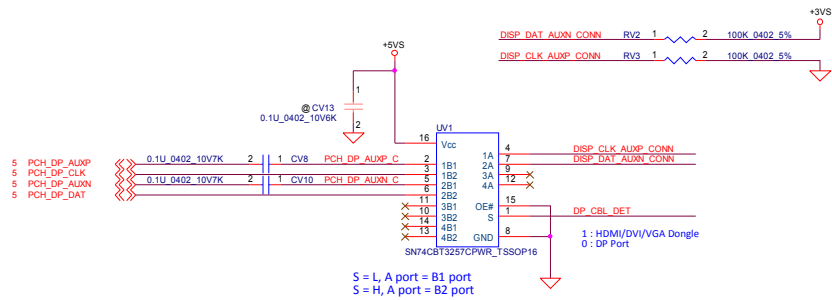 +3VS
DISP_DAT_AUXN_CONN RV2 1 2 100K_0402_5%
DISP_CLK_AUXP_CONN RV3 1 2 100K_0402_5%
+5VS
1
@ CV13
0.1U_0402_10V6K
2
UV1
16 Vcc
5 PCH_DP_AUXP 0.1U_0402_10V7K 2 1 CV8 PCH_DP_AUXP_C 2 1B1 1A 4 DISP_CLK_AUXP_CONN
5 PCH_DP_CLK 3 1B2 2A 7 DISP_DAT_AUXN_CONN
5 PCH_DP_AUXN 0.1U_0402_10V7K 2 1 CV10 PCH_DP_AUXN_C 5 2B1 3A 9
5 PCH_DP_DAT 6 2B2 4A 12
11 3B1 OE# 15
10 3B2 S 1 DP_CBL_DET
14 4B1
13 4B2 GND 8
1 : HDMI/DVI/VGA Dongle
0 : DP Port
SN74CBT3257CPWR_TSSOP16
S = L, A port = B1 port
S = H, A port = B2 port